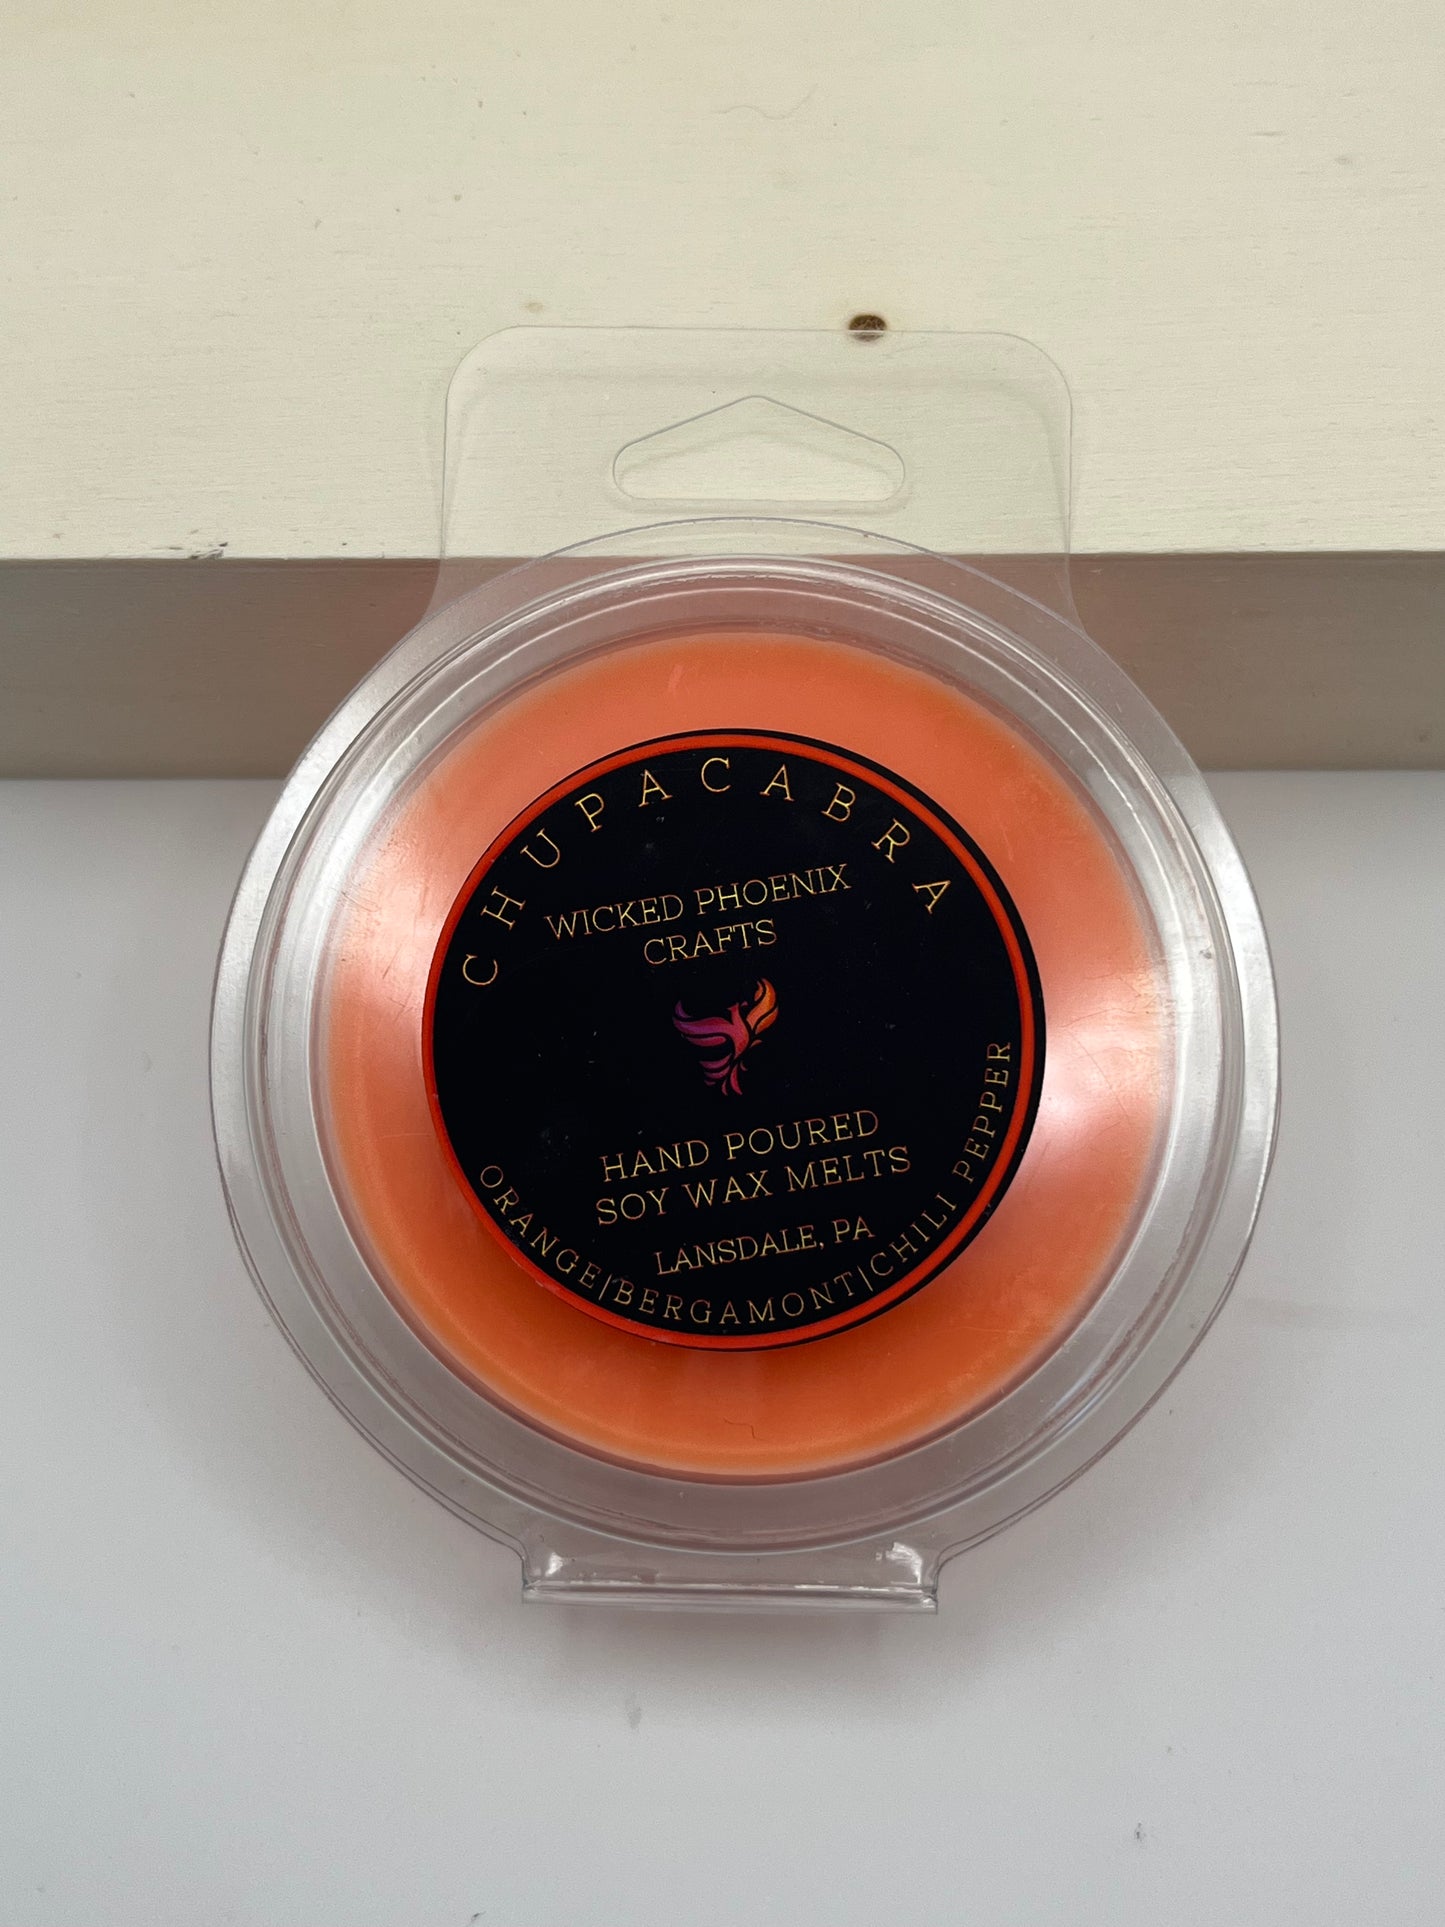 CHUPACABRA
WICKED PHOENIX
CRAFTS
HAND POURED
SOY WAX MELTS
LANSDALE, PA
ORANGE|BERGAMONT|CHILI PEPPER